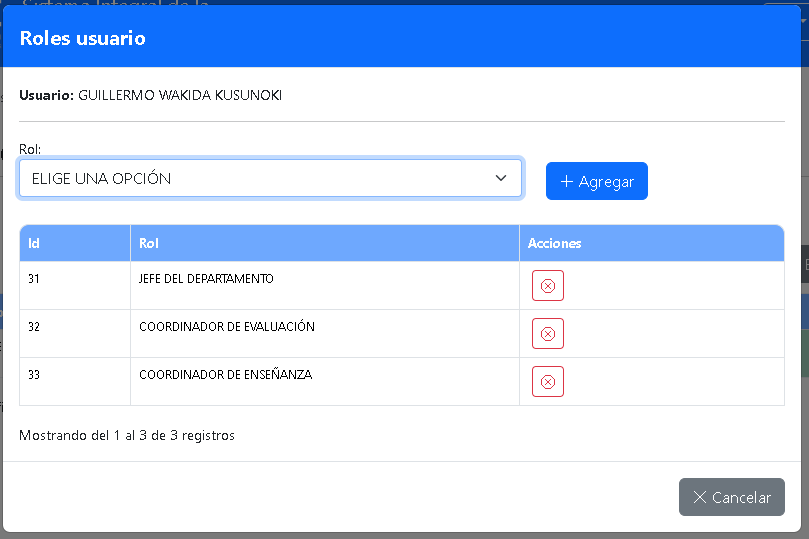 Sistema Integral de la
Roles usuario
Usuario: GUILLERMO WAKIDA KUSUNOKI
Rol:
ELIGE UNA OPCIÓN
Agregar
Id Rol Acciones
31 JEFE DEL DEPARTAMENTO
32 COORDINADOR DE EVALUACIÓN
33 COORDINADOR DE ENSEÑANZA
Mostrando del 1 al 3 de 3 registros
Cancelar